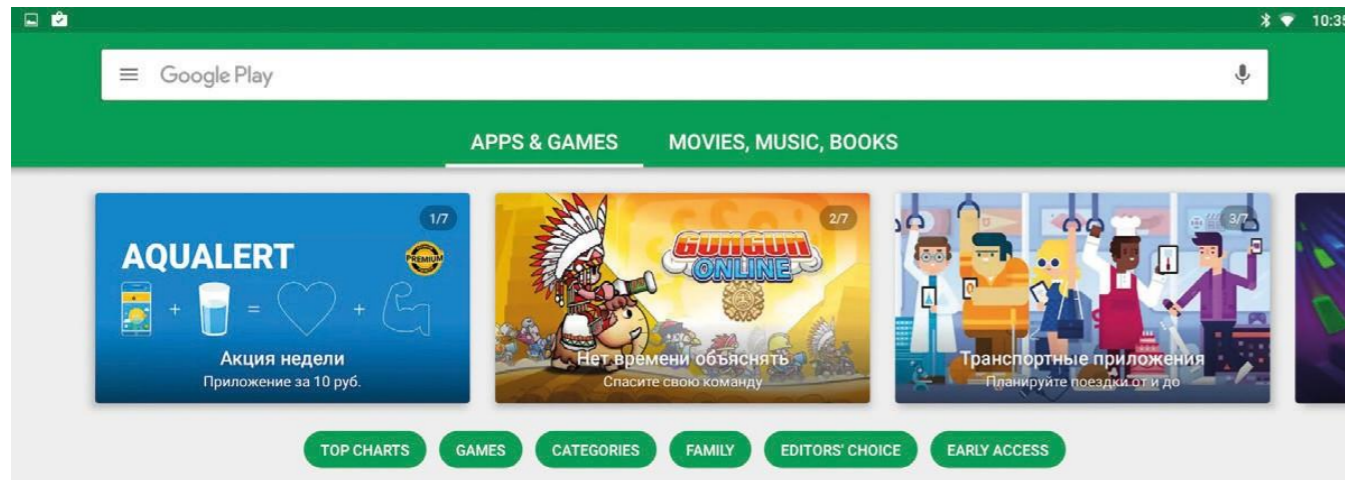 10:35
Google Play
APPS & GAMES
MOVIES, MUSIC, BOOKS
1/7
AQUALERT
PREMIUM
+ = +
Акция недели
Приложение за 10 руб.
2/7
GUNGUN
ONLINE
Нет времени объяснять
Спасите свою команду
3/7
Транспортные приложения
Планируйте поездки от и до
TOP CHARTS
GAMES
CATEGORIES
FAMILY
EDITORS' CHOICE
EARLY ACCESS